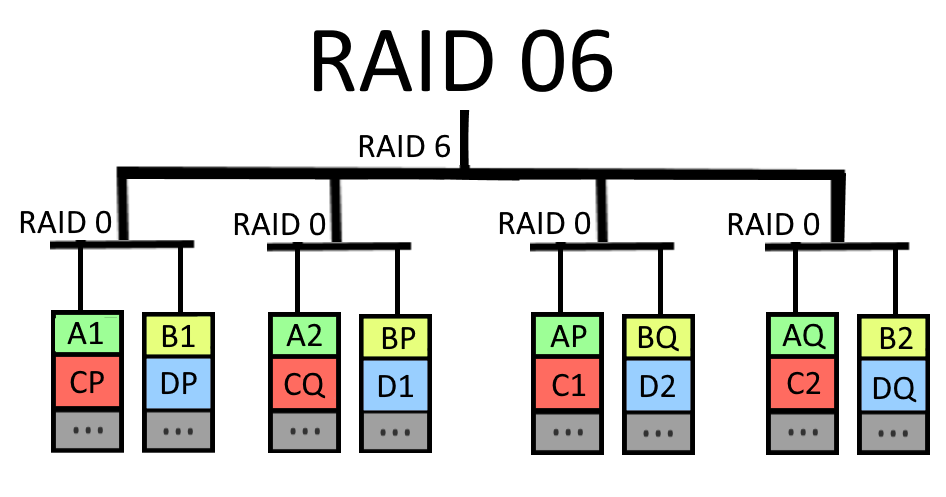 RAID 06
RAID 6
RAID 0 RAID 0 RAID 0 RAID 0
A1 B1 A2 BP AP BQ AQ B2
CP DP CQ D1 C1 D2 C2 DQ
... ... ... ... ... ... ... ...